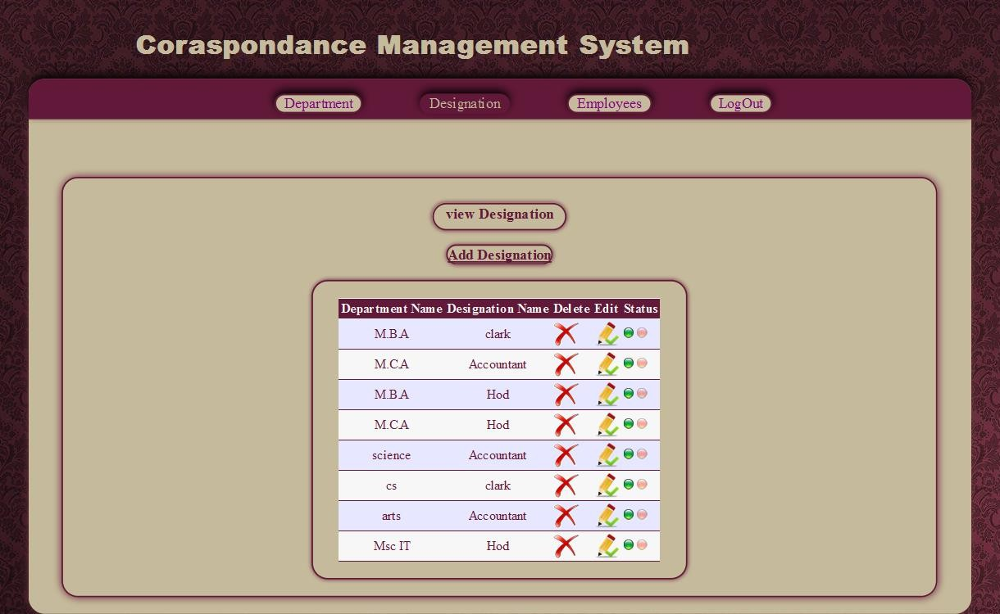 Coraspondance Management System
Department Designation Employees LogOut
view Designation
Add Designation
Department Name Designation Name Delete Edit Status
M.B.A clark
M.C.A Accountant
M.B.A Hod
M.C.A Hod
science Accountant
cs clark
arts Accountant
Msc IT Hod